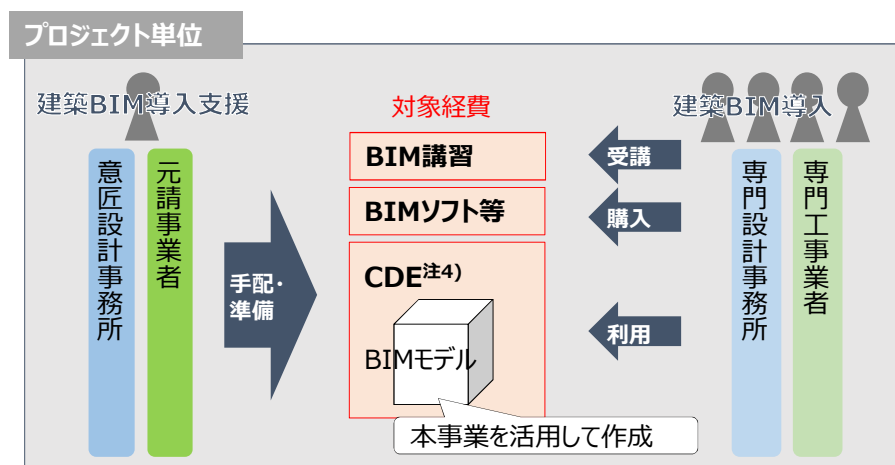 プロジェクト単位
建築BIM導入支援
意匠設計事務所
元請事業者
手配・
準備
対象経費
BIM講習
BIMソフト等
CDE注4)
BIMモデル
本事業を活用して作成
受講
購入
利用
建築BIM導入
専門設計事務所
専門工事業者